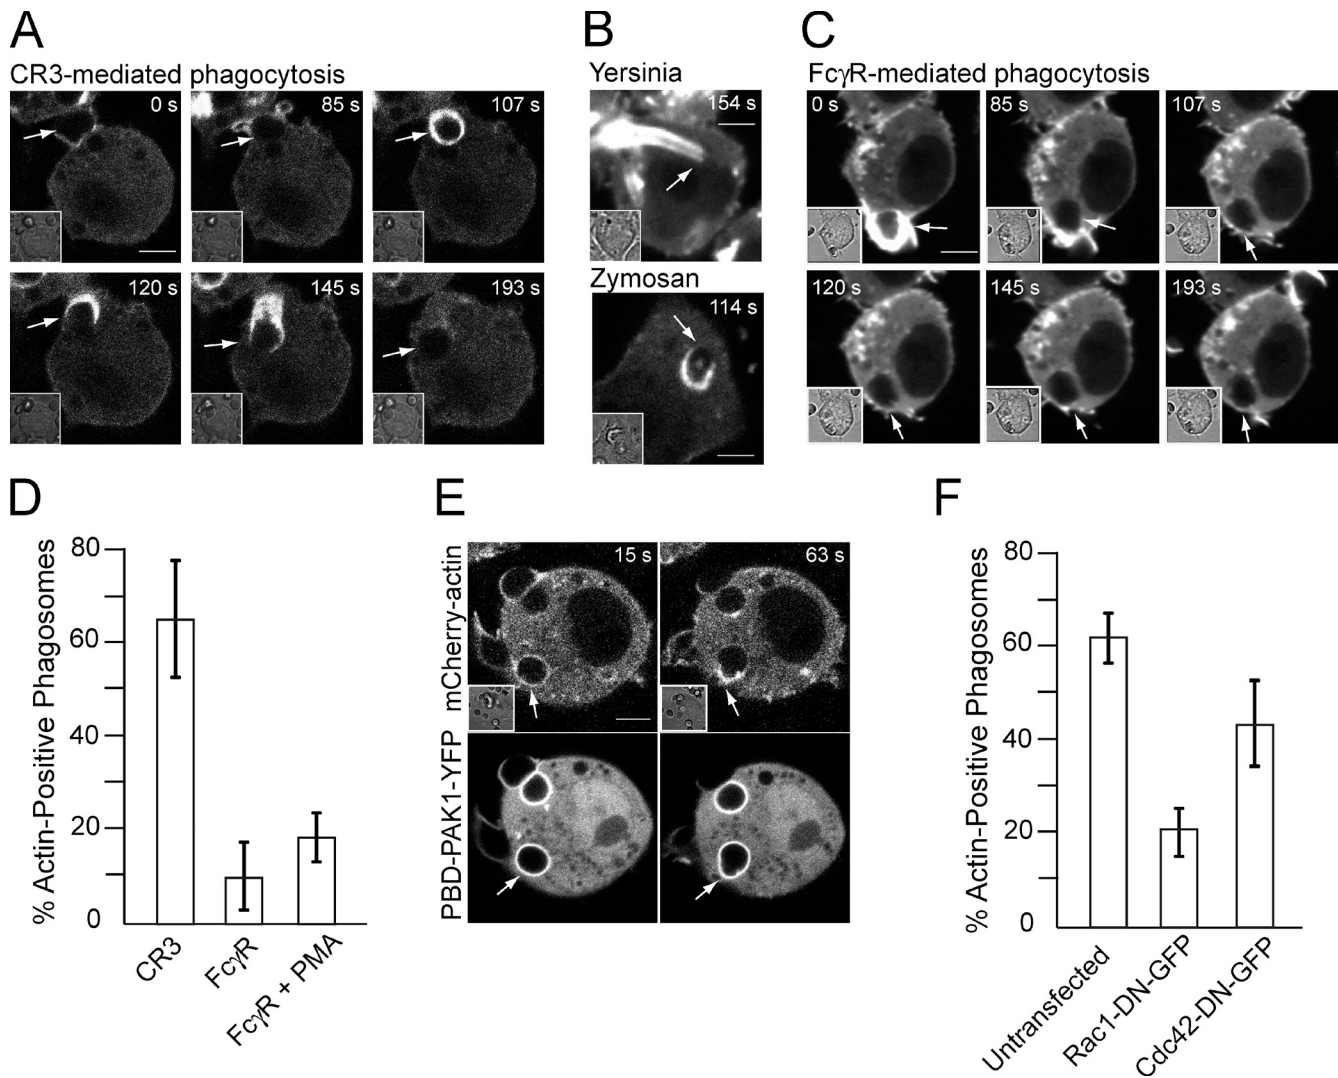 A
CR3-mediated phagocytosis
0 s
85 s
107 s
120 s
145 s
193 s
B
Yersinia
154 s
Zymosan
114 s
C
FcγR-mediated phagocytosis
0 s
85 s
107 s
120 s
145 s
193 s
D
% Actin-Positive Phagosomes
80
60
40
20
0
CR3
FcγR
FcγR + PMA
E
mCherry-actin
15 s
63 s
PBD-PAK1-YFP
F
% Actin-Positive Phagosomes
80
60
40
20
0
Untransfected
Rac1-DN-GFP
Cdc42-DN-GFP